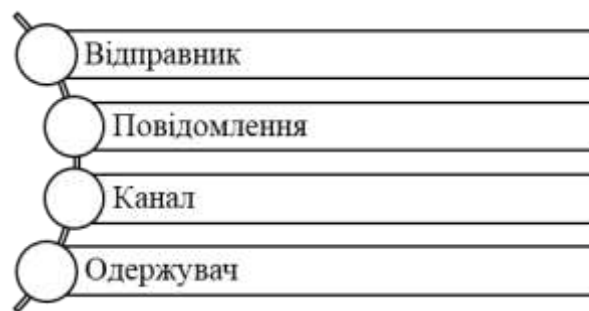 Відправник
Повідомлення
Канал
Одержувач